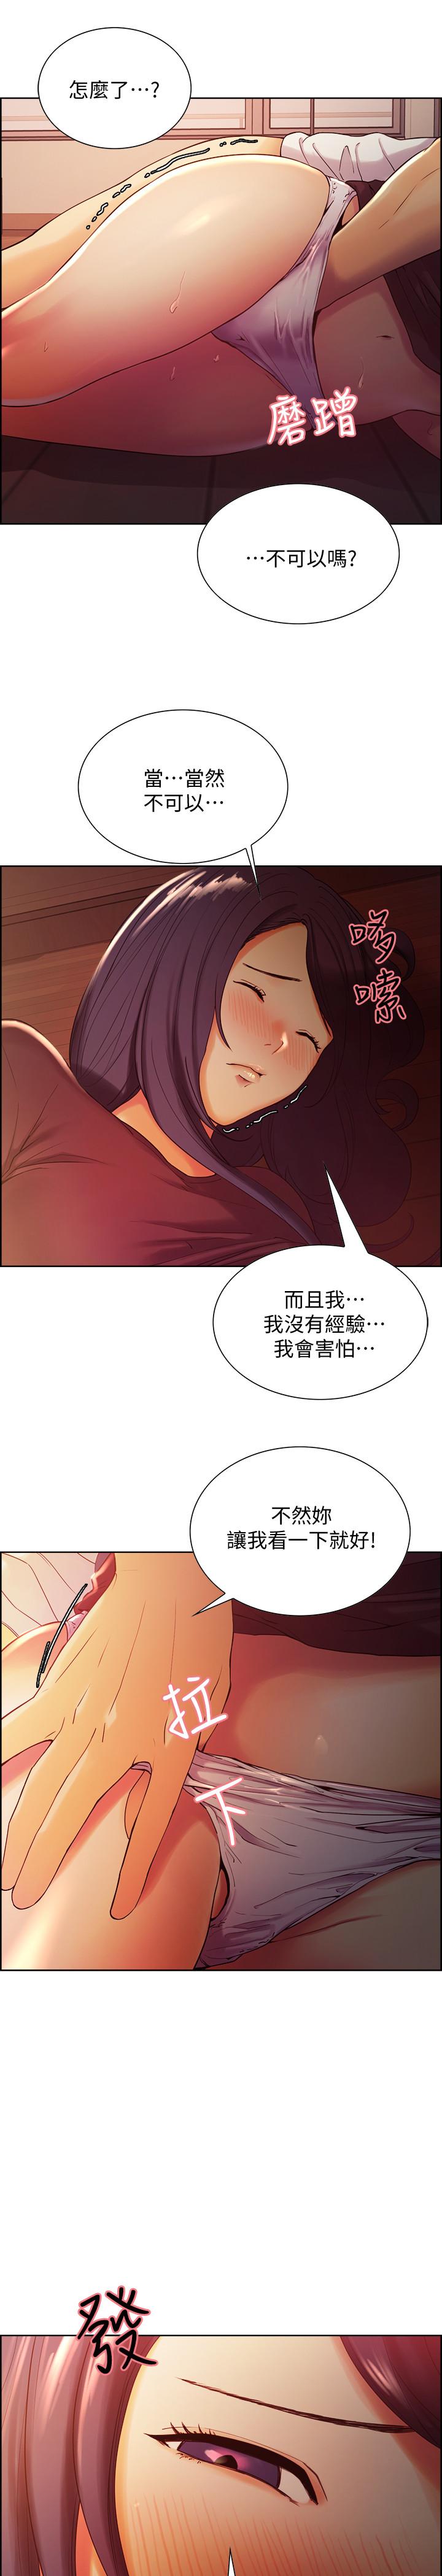 怎麼了…?
磨蹭
…不可以嗎?
當…當然
不可以…
哆
嗦
而且我…
我沒有經驗…
我會害怕…
不然妳
讓我看一下就好!
拉
下
發